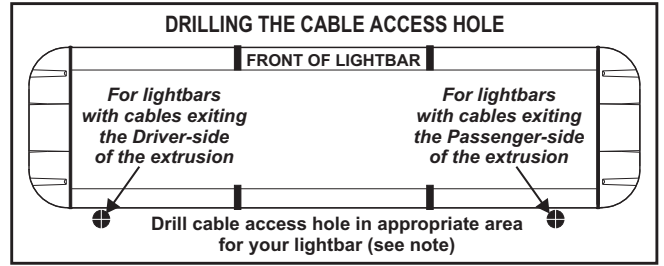 DRILLING THE CABLE ACCESS HOLE
FRONT OF LIGHTBAR
For lightbars
with cables exiting
the Driver-side
of the extrusion
For lightbars
with cables exiting
the Passenger-side
of the extrusion
Drill cable access hole in appropriate area
for your lightbar (see note)